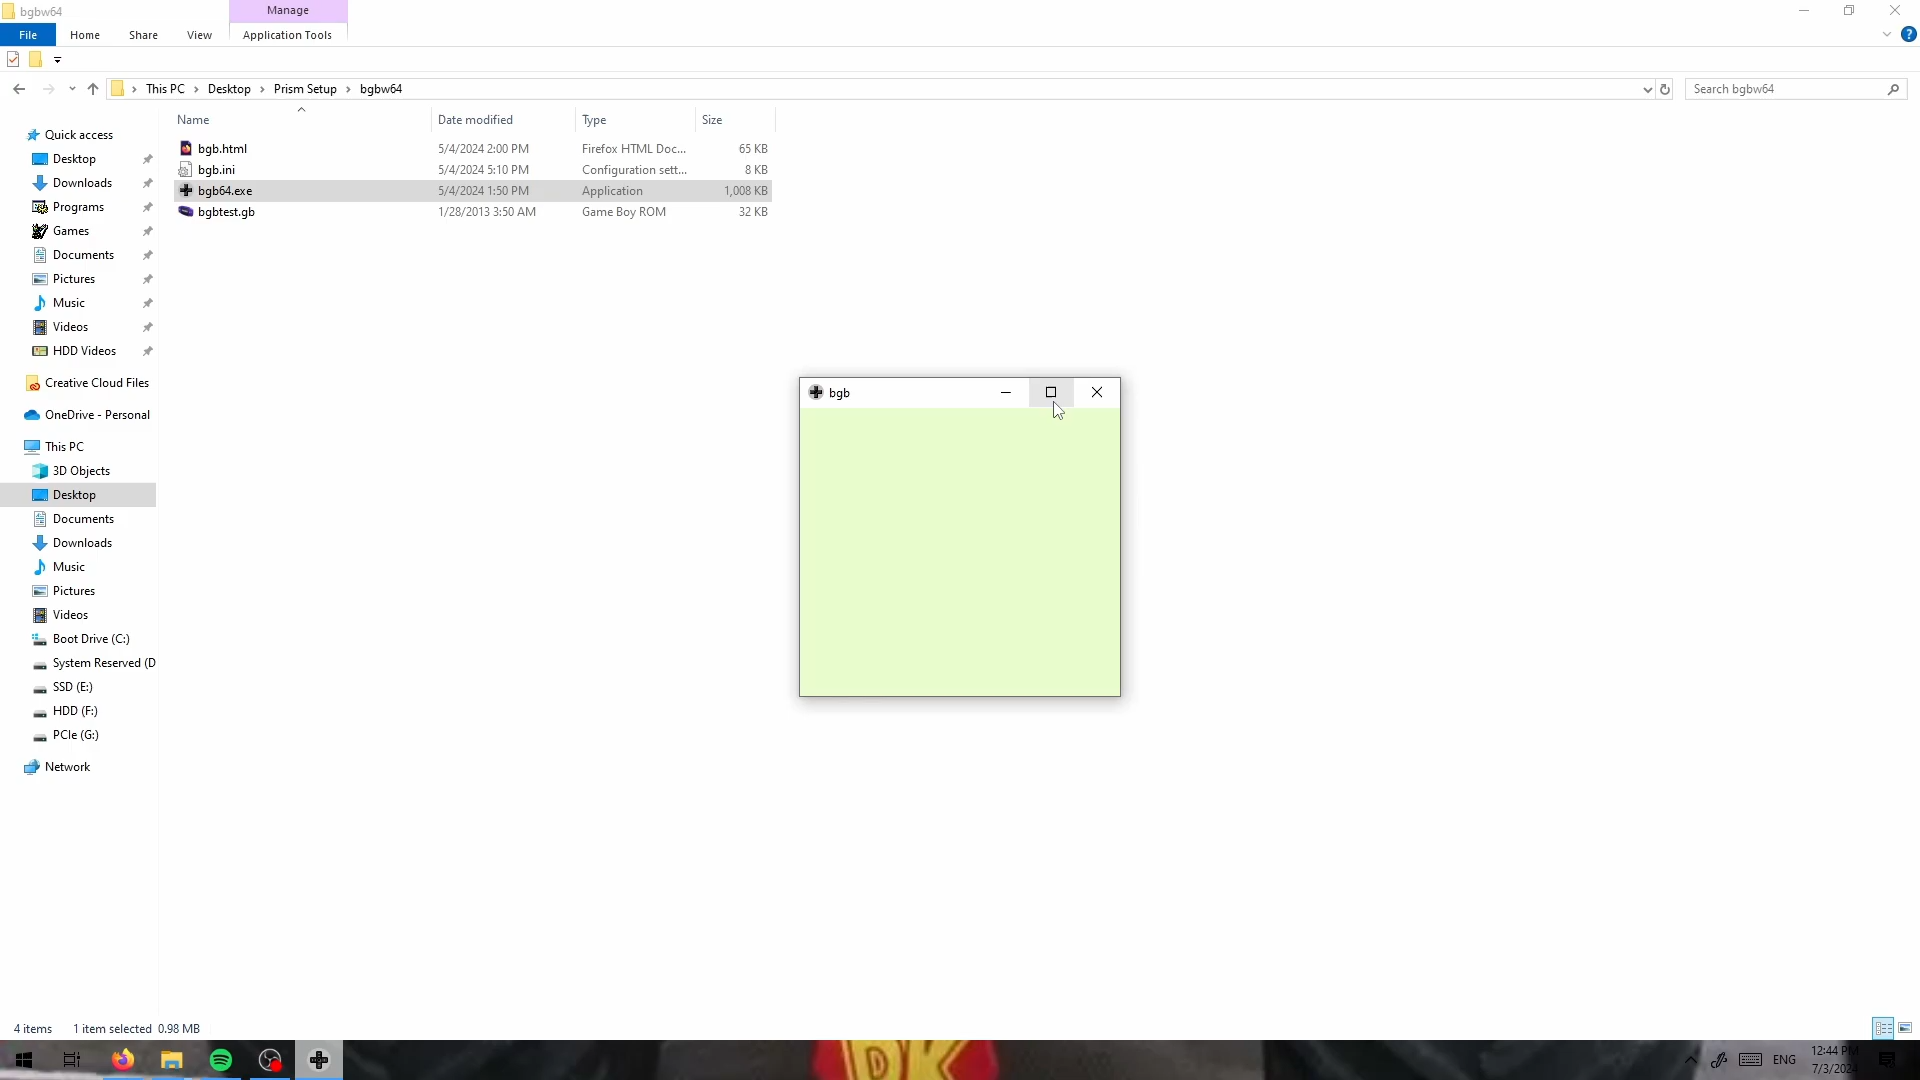 bgbw64
Manage
File
Home
Share
View
Application Tools
This PC
Desktop
Prism Setup
bgbw64
Search bgbw64
Name
Date modified
Type
Size
bgb.html 5/4/2024 2:00 PM Firefox HTML Doc... 65 KB
bgb.ini 5/4/2024 5:10 PM Configuration sett... 8 KB
bgb64.exe 5/4/2024 1:50 PM Application 1,008 KB
bgbtest.gb 1/28/2013 3:50 AM Game Boy ROM 32 KB
Quick access
Desktop
Downloads
Programs
Games
Documents
Pictures
Music
Videos
HDD Videos
Creative Cloud Files
OneDrive - Personal
This PC
3D Objects
Desktop
Documents
Downloads
Music
Pictures
Videos
Boot Drive (C:)
System Reserved (D
SSD (E:)
HDD (F:)
PCIe (G:)
Network
bgb
4 items
1 item selected 0.98 MB
DK
ENG
12:44 PM
7/3/2024